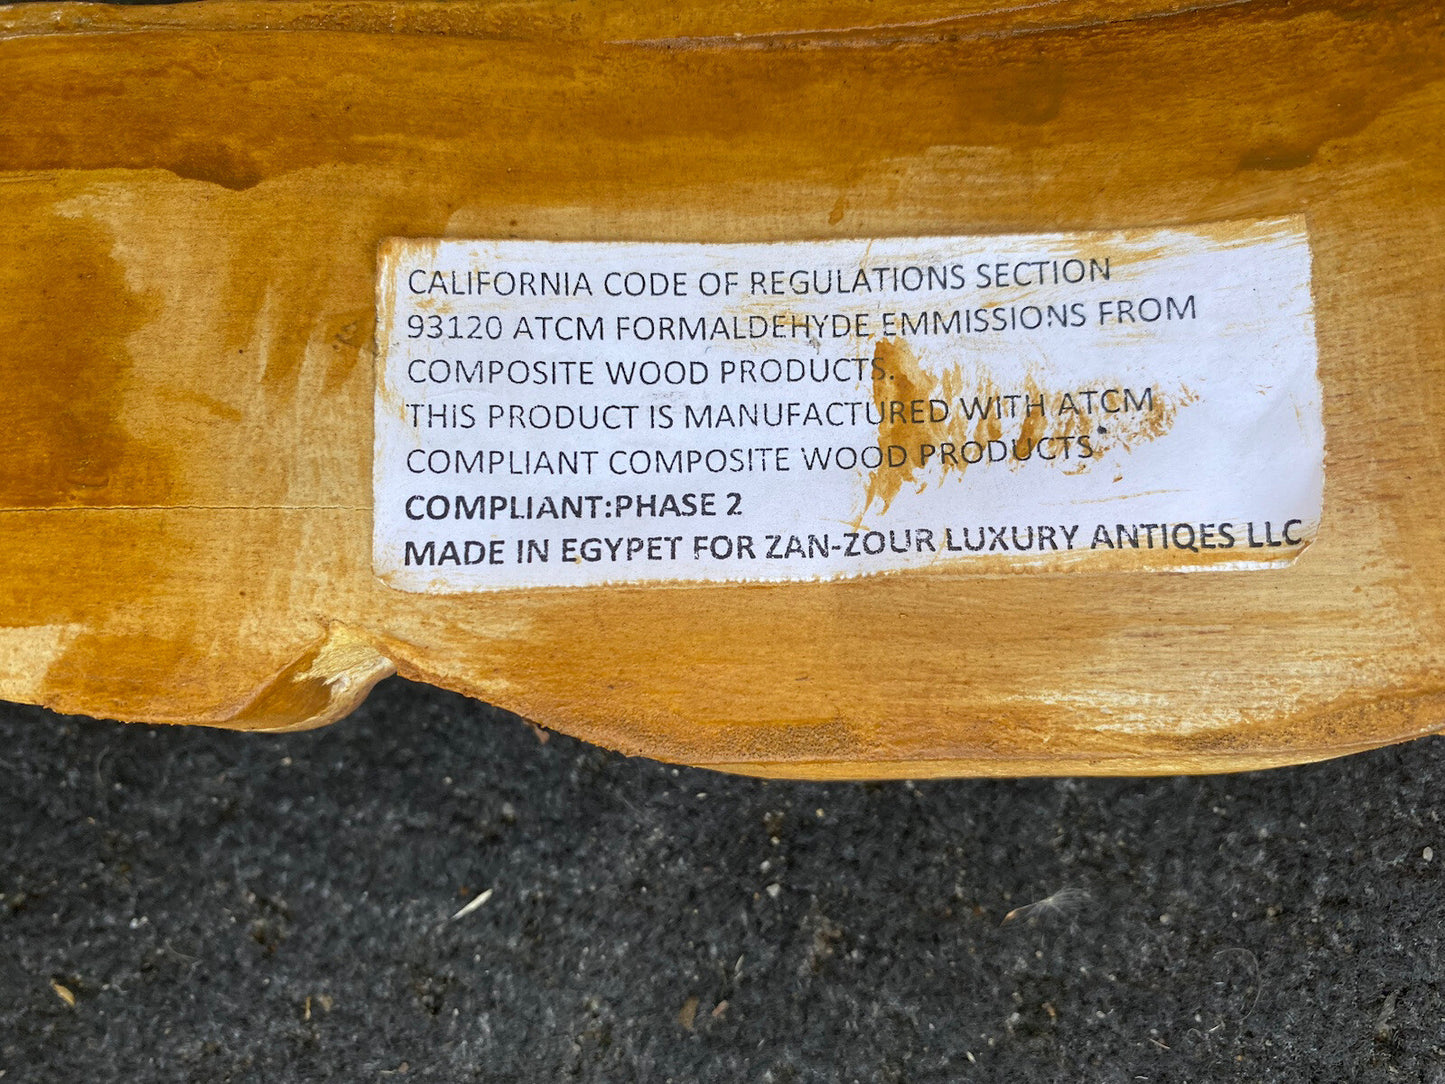 CALIFORNIA CODE OF REGULATIONS SECTION
93120 ATCM FORMALDEHYDE EMMISSIONS FROM
COMPOSITE WOOD PRODUCTS.
THIS PRODUCT IS MANUFACTURED WITH ATCM
COMPLIANT COMPOSITE WOOD PRODUCTS
COMPLIANT:PHASE 2
MADE IN EGYPET FOR ZAN-ZOUR LUXURY ANTIQES LLC